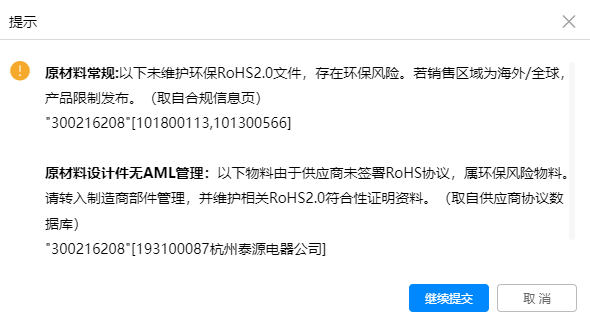 提示
原材料常规:以下未维护环保RoHS2.0文件，存在环保风险。若销售区域为海外/全球，
产品限制发布。（取自合规信息页）
"300216208"[101800113,101300566]
原材料设计件无AML管理：以下物料由于供应商未签署RoHS协议，属环保风险物料。
请转入制造商部件管理，并维护相关RoHS2.0符合性证明资料。（取自供应商协议数
据库）
"300216208"[193100087杭州泰源电器公司]
继续提交
取 消